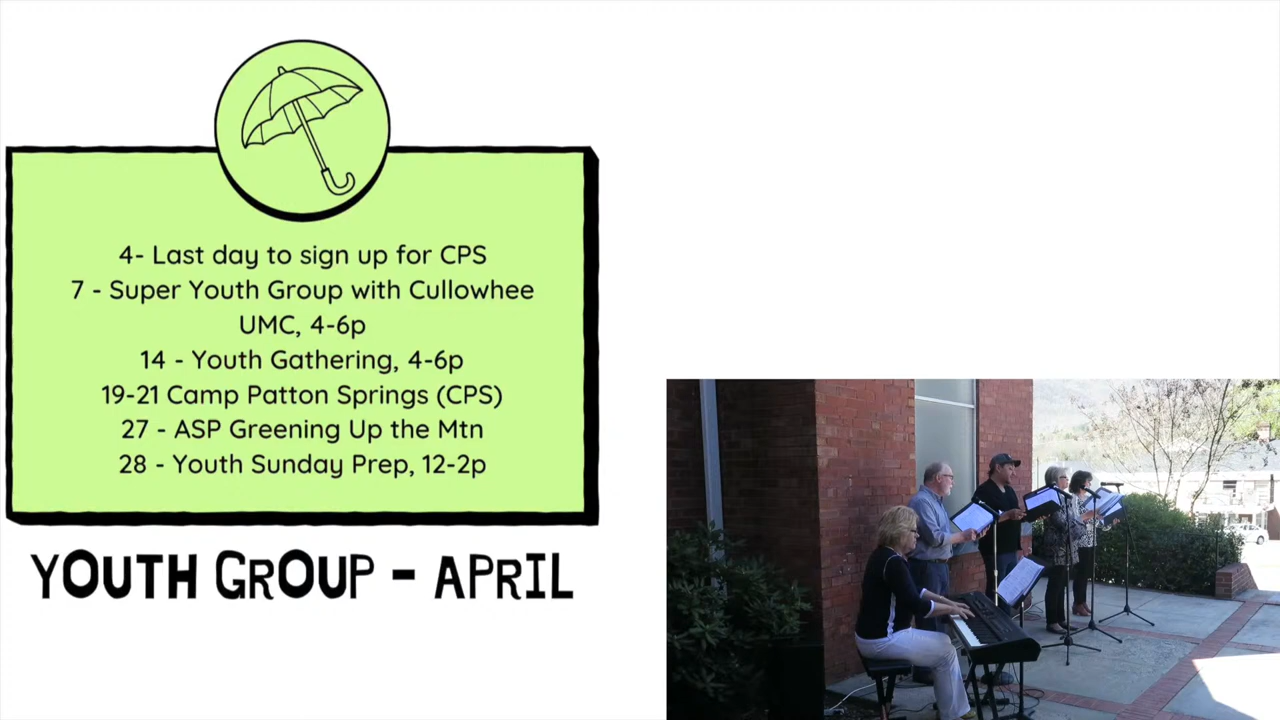 4- Last day to sign up for CPS
7 - Super Youth Group with Cullowhee
UMC, 4-6p
14 - Youth Gathering, 4-6p
19-21 Camp Patton Springs (CPS)
27 - ASP Greening Up the Mtn
28 - Youth Sunday Prep, 12-2p
YOUTH GROUP - APRIL